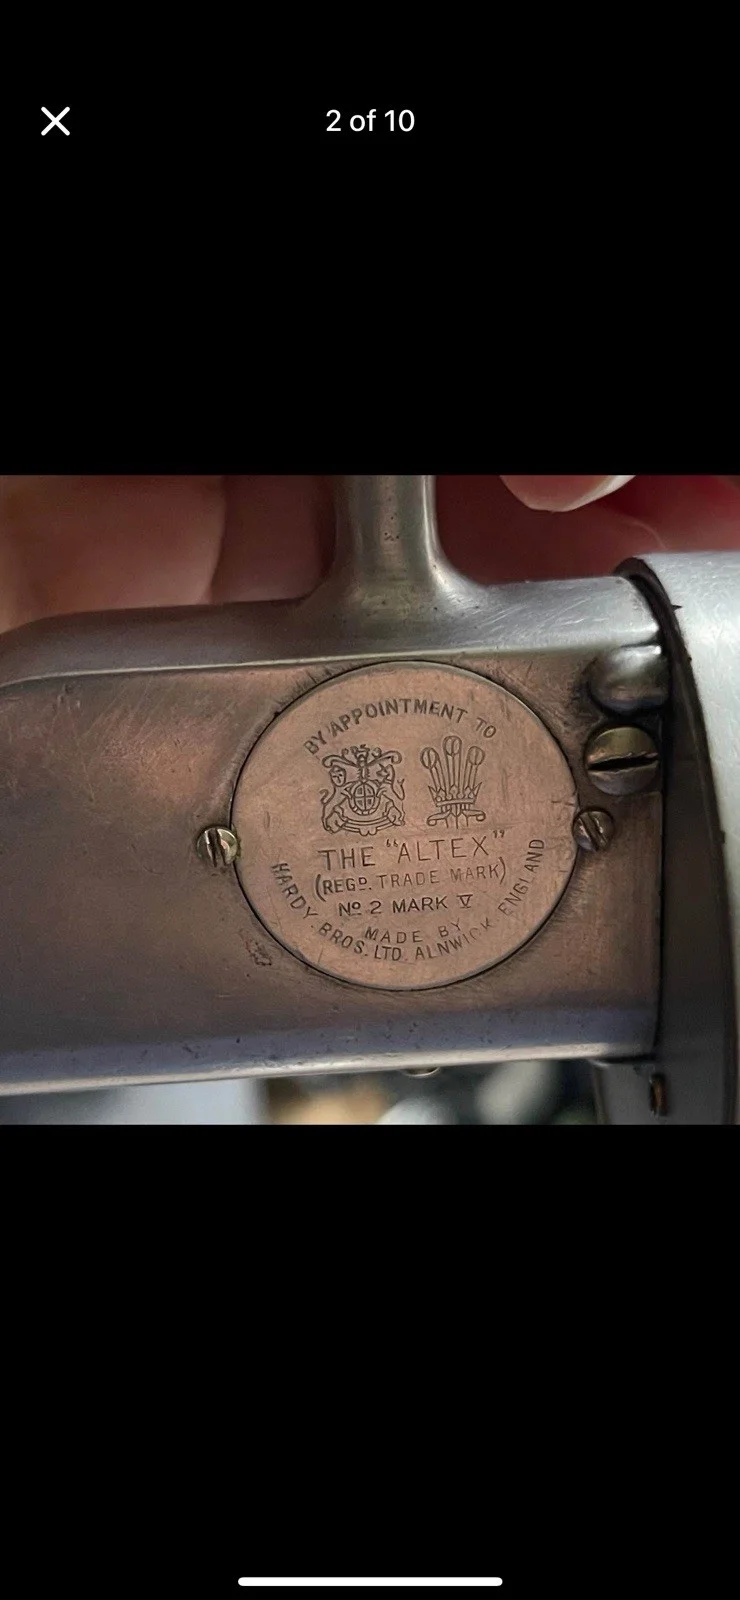 2 of 10
BY APPOINTMENT TO
THE "ALTEX"
(REGD. TRADE MARK)
No 2 MARK V
MADE BY
HARDY BROS. LTD. ALNWICK ENGLAND